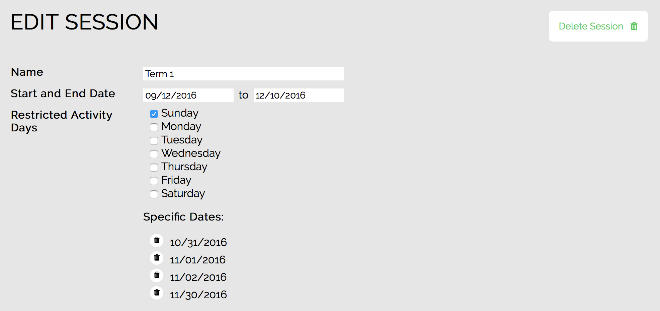 EDIT SESSION
Delete Session
Name
Term 1
Start and End Date
09/12/2016 to 12/10/2016
Restricted Activity
Days
Sunday
Monday
Tuesday
Wednesday
Thursday
Friday
Saturday
Specific Dates:
10/31/2016
11/01/2016
11/02/2016
11/30/2016